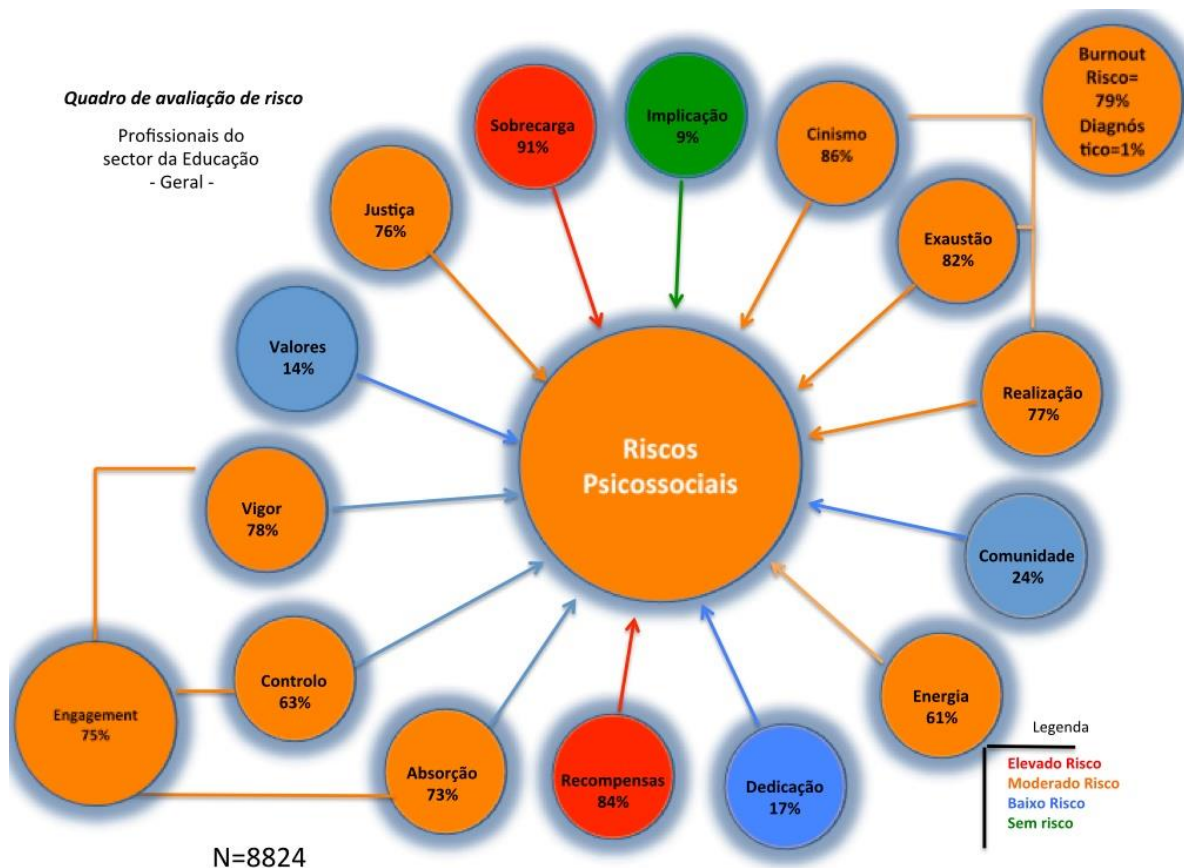 Quadro de avaliação de risco
Profissionais do
sector da Educação
- Geral -
Sobrecarga
91%
Implicação
9%
Cinismo
86%
Burnout
Risco=
79%
Diagnós
tico=1%
Justiça
76%
Exaustão
82%
Valores
14%
Realização
77%
Riscos
Psicossociais
Vigor
78%
Comunidade
24%
Controlo
63%
Engagement
75%
Energia
61%
Absorção
73%
Recompensas
84%
Dedicação
17%
Legenda
Elevado Risco
Moderado Risco
Baixo Risco
Sem risco
N=8824